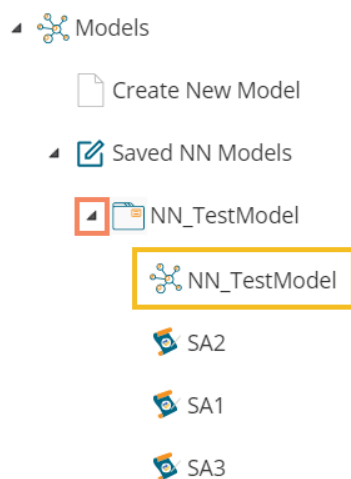 Models
Create New Model
Saved NN Models
NN_TestModel
NN_TestModel
SA2
SA1
SA3